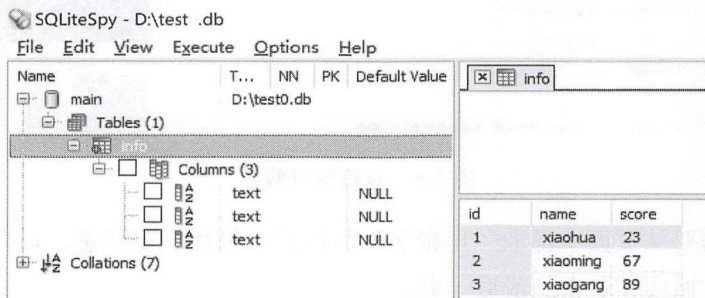 SQLiteSpy - D:\test .db
File Edit View Execute Options Help
Name T... NN PK Default Value
main D:\test0.db
Tables (1)
info
Columns (3)
text NULL
text NULL
text NULL
Collations (7)
info
id name score
1 xiaohua 23
2 xiaoming 67
3 xiaogang 89